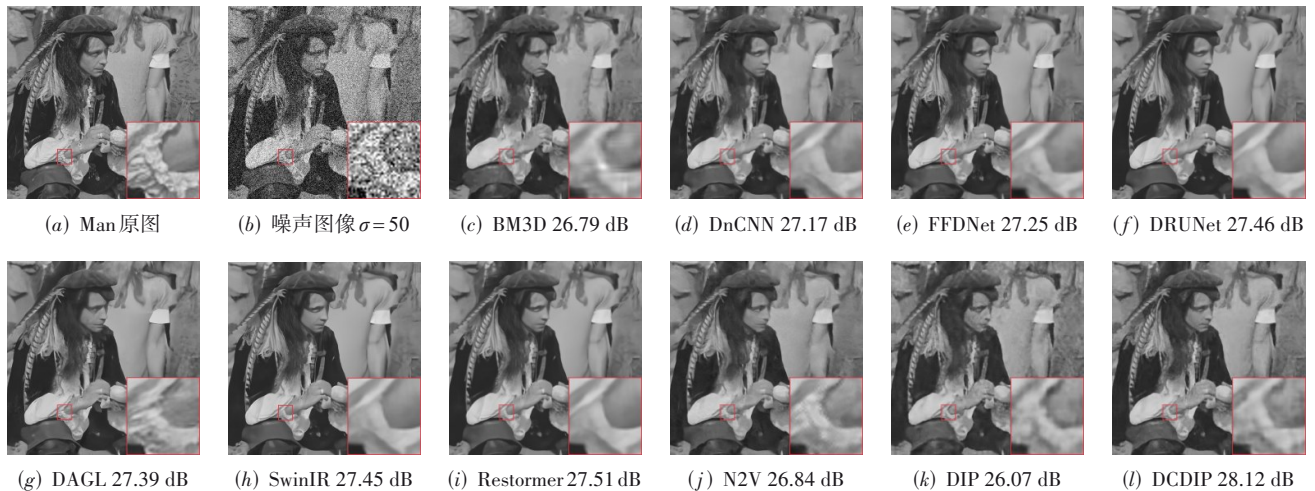 (a) Man原图
(b) 噪声图像σ=50
(c) BM3D 26.79 dB
(d) DnCNN 27.17 dB
(e) FFDNet 27.25 dB
(f) DRUNet 27.46 dB
(g) DAGL 27.39 dB
(h) SwinIR 27.45 dB
(i) Restormer 27.51 dB
(j) N2V 26.84 dB
(k) DIP 26.07 dB
(l) DCDIP 28.12 dB